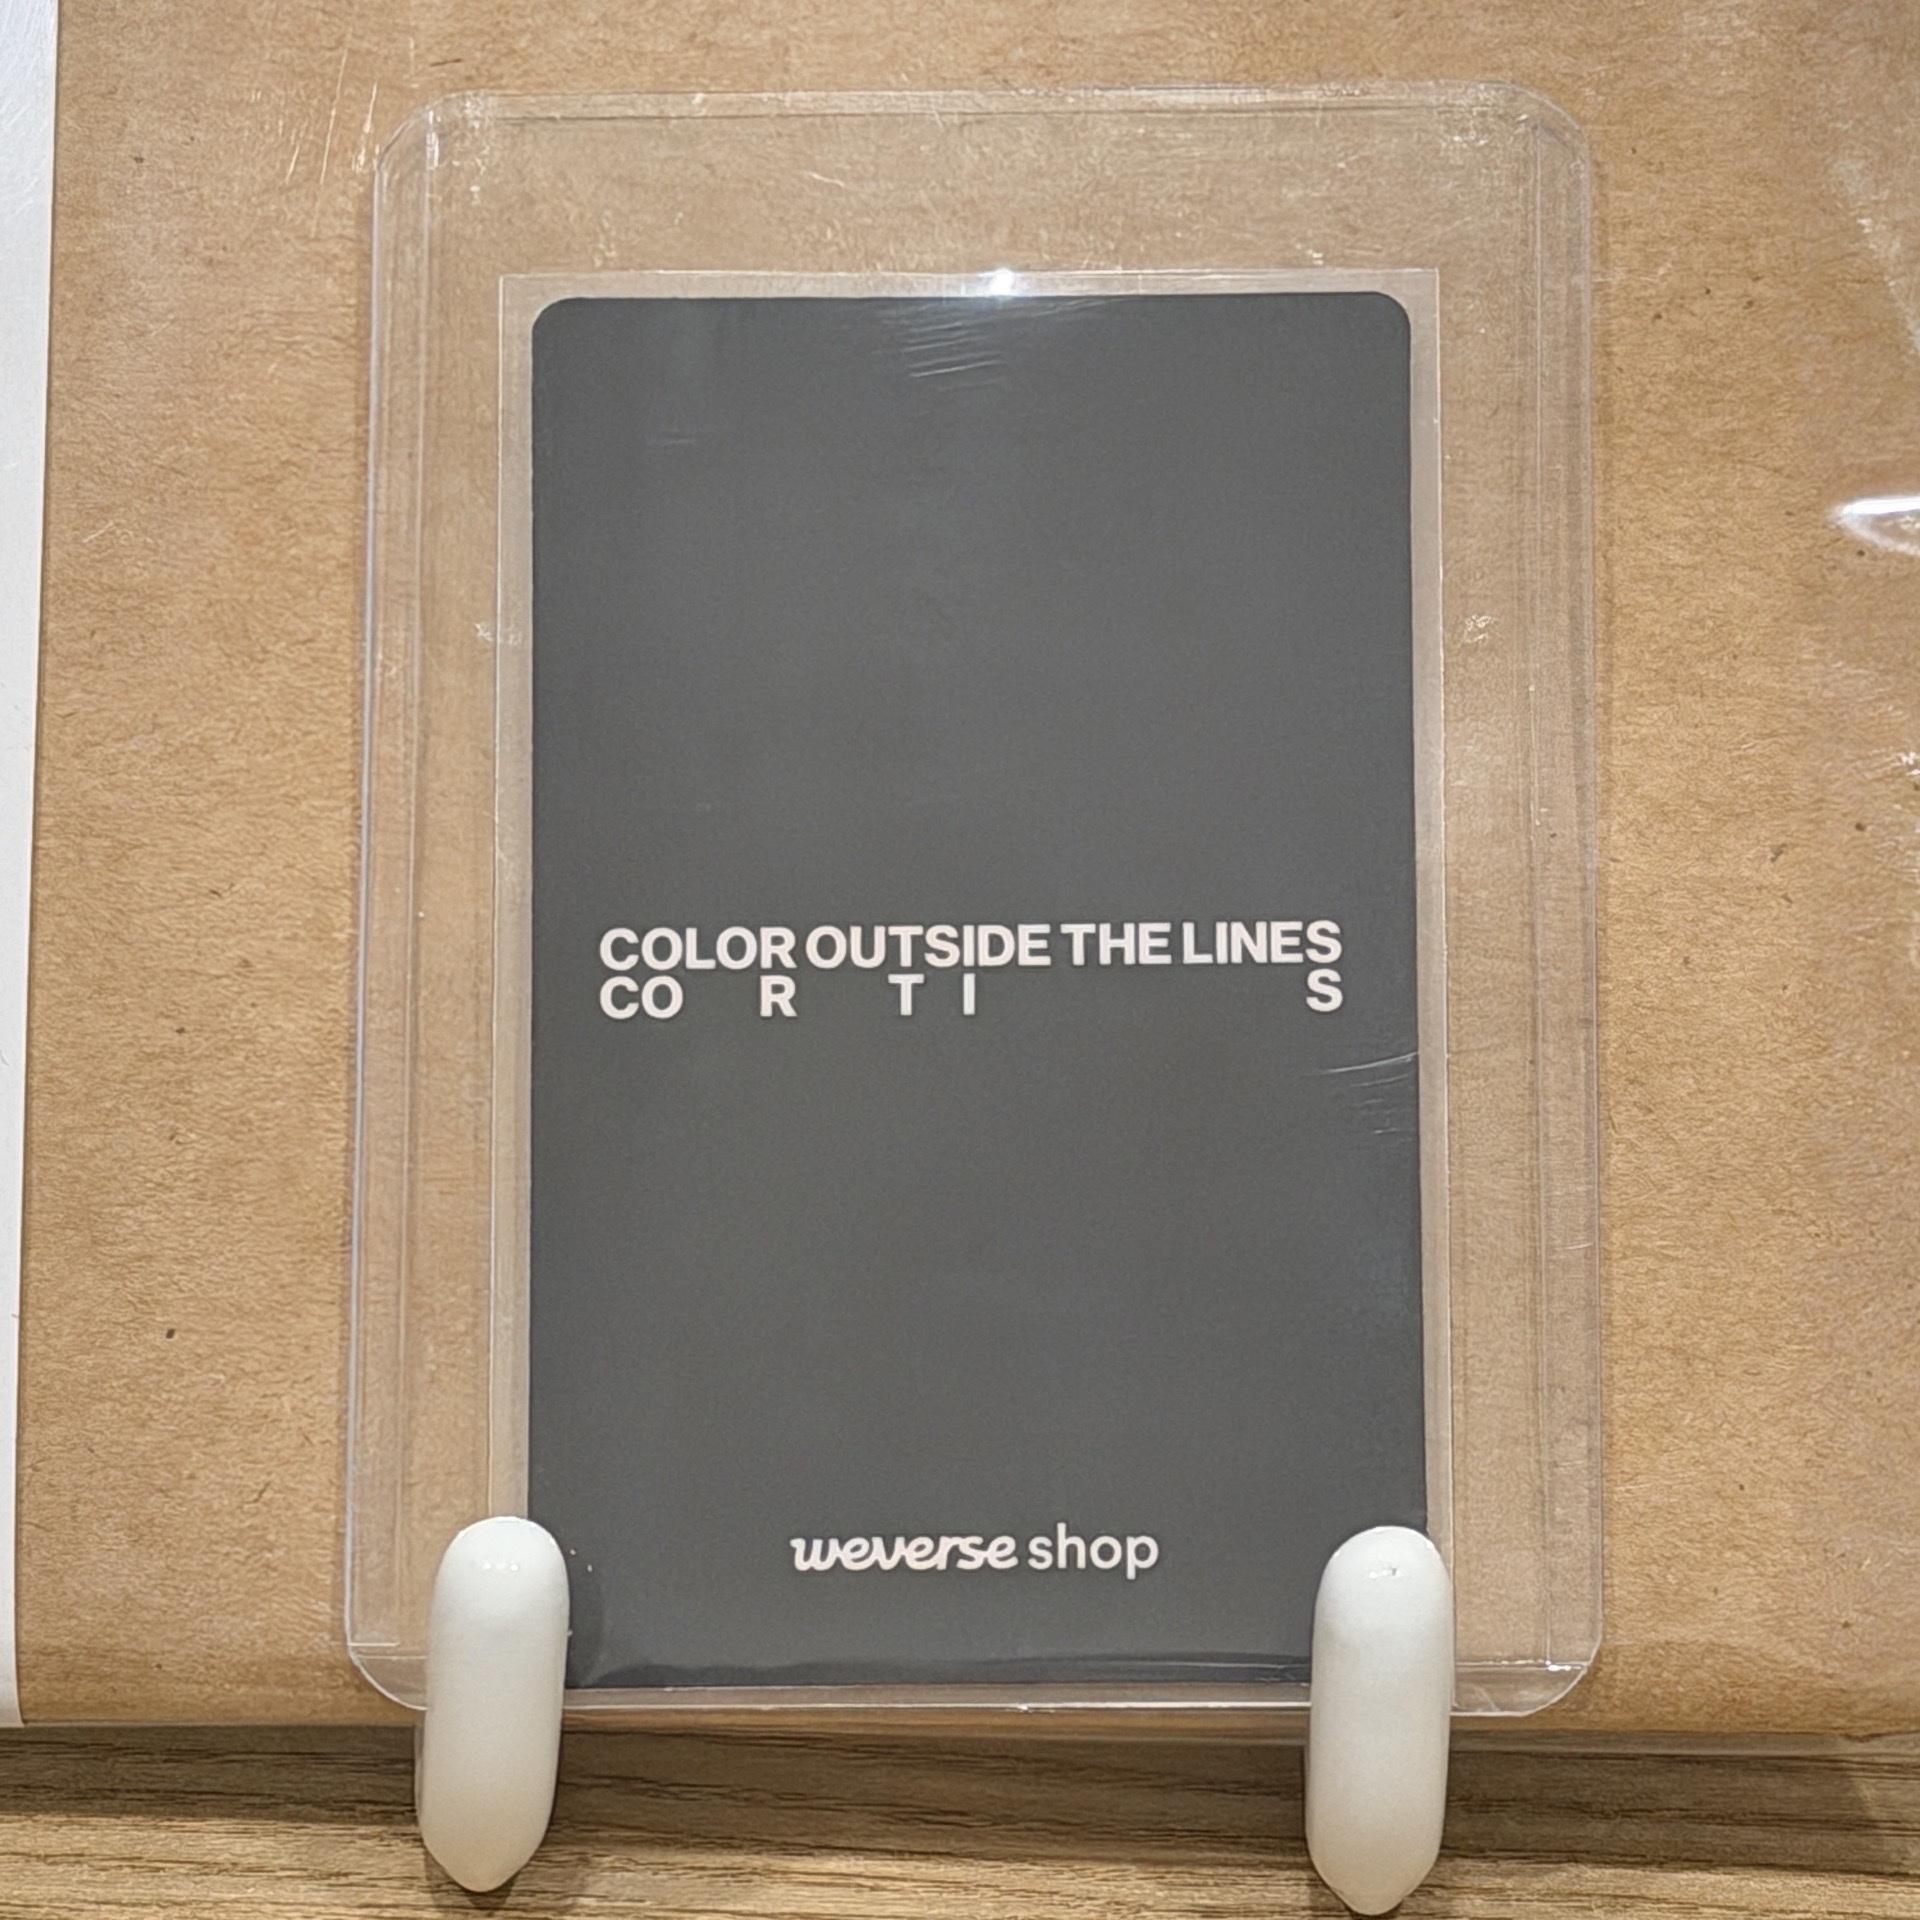 COLOR OUTSIDE THE LINES
CO R T I S
weverse shop